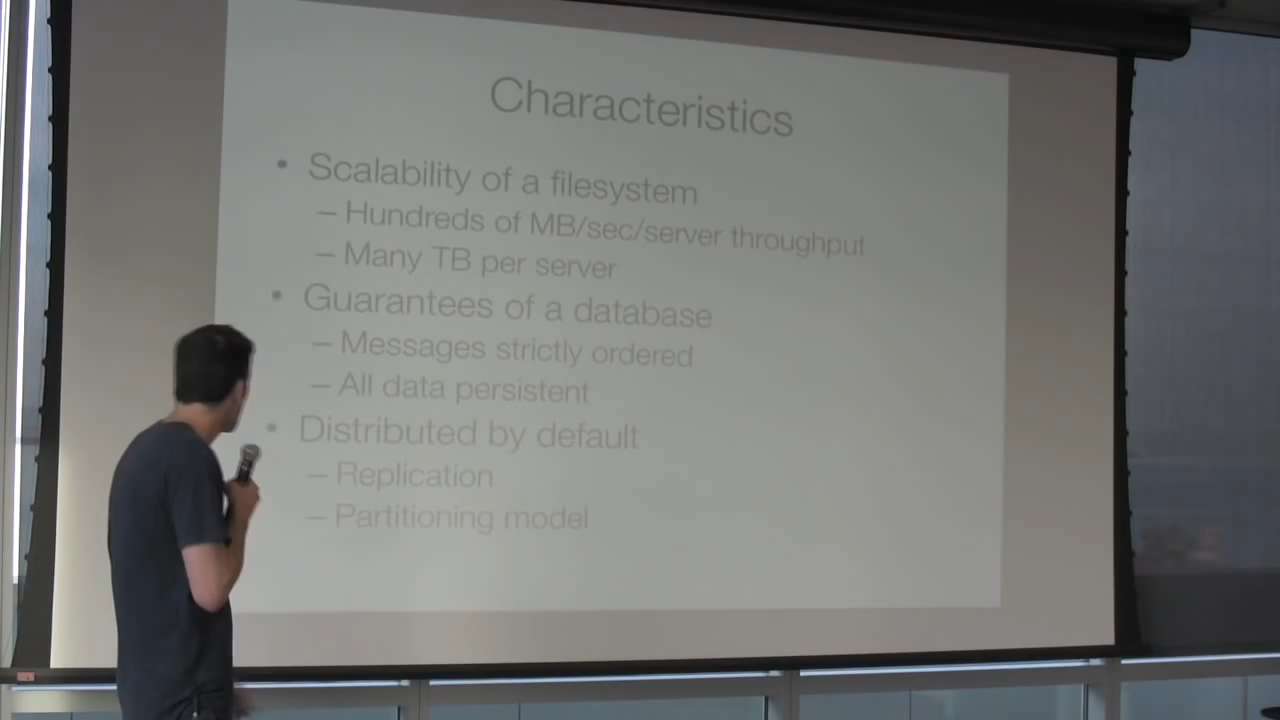 Characteristics
• Scalability of a filesystem
– Hundreds of MB/sec/server throughput
– Many TB per server
• Guarantees of a database
– Messages strictly ordered
– All data persistent
• Distributed by default
– Replication
– Partitioning model